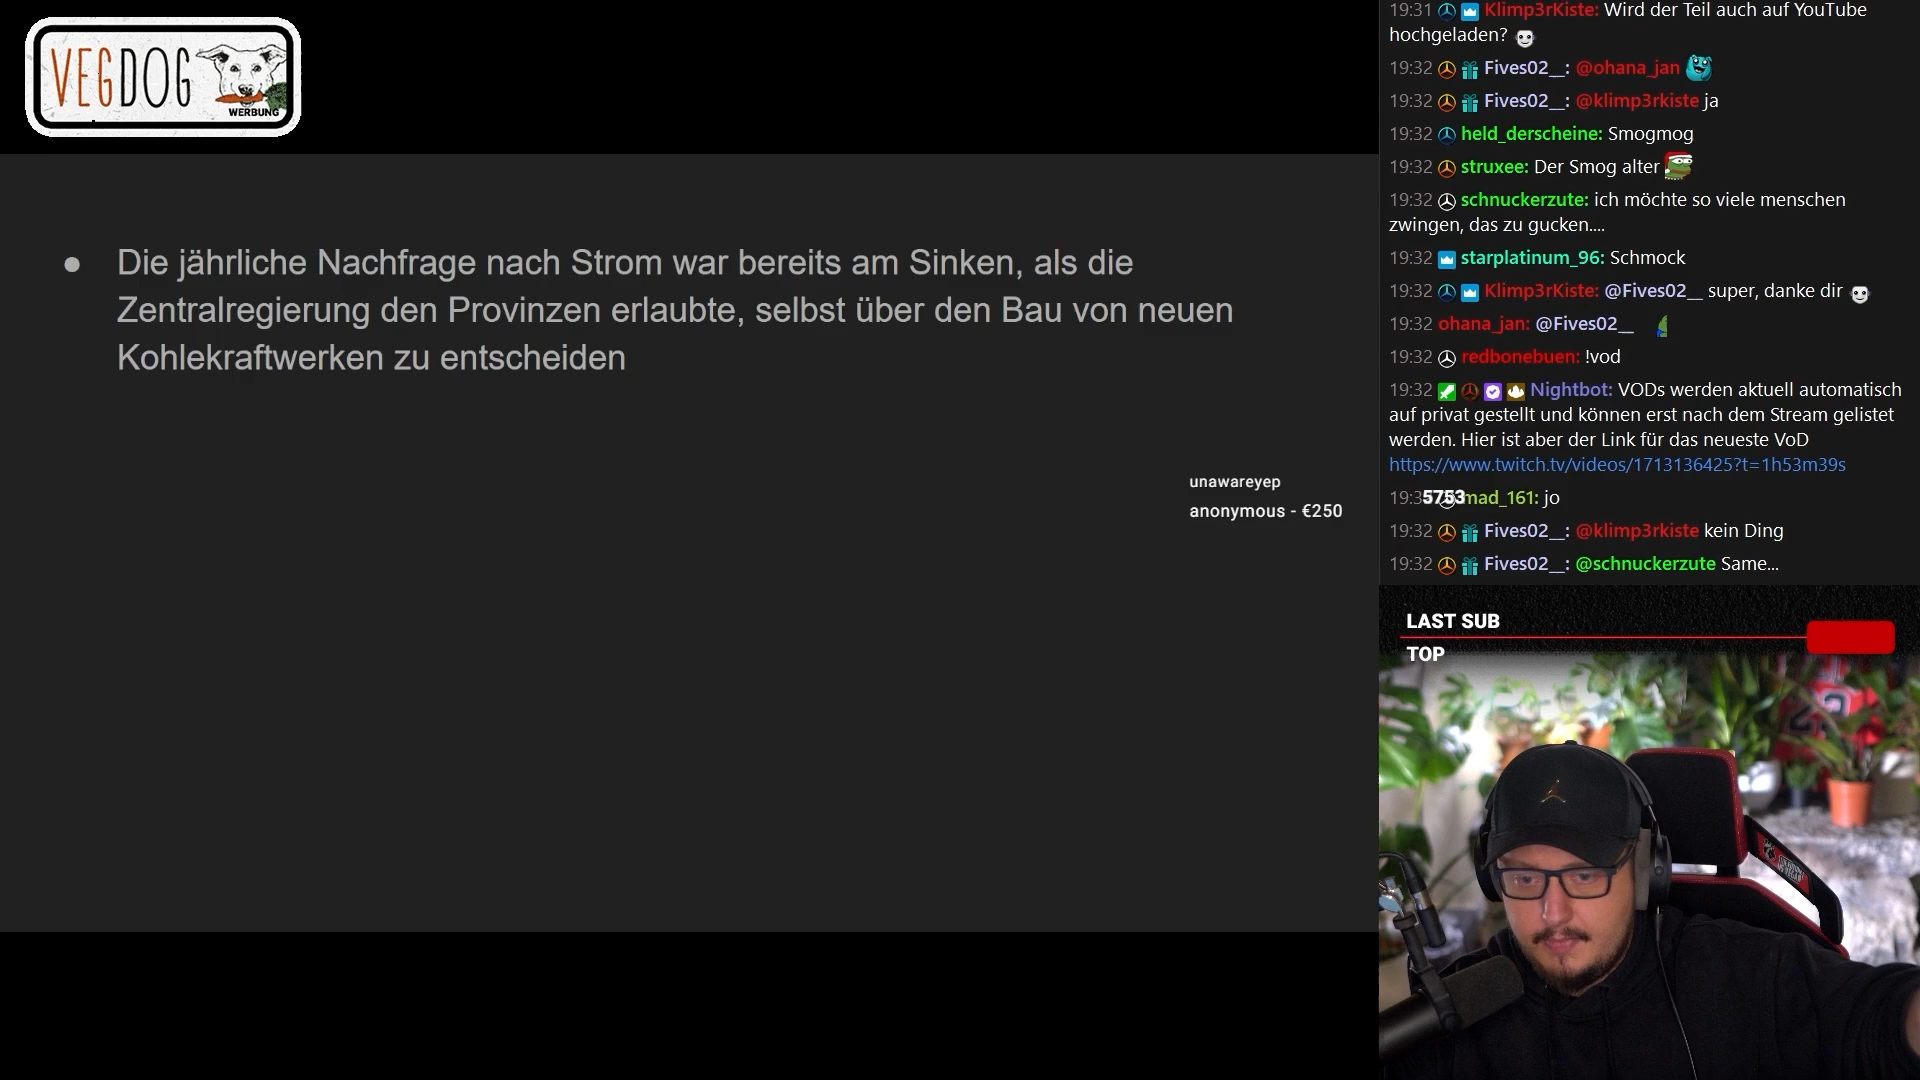 VEGDOG
WERBUNG
● Die jährliche Nachfrage nach Strom war bereits am Sinken, als die
Zentralregierung den Provinzen erlaubte, selbst über den Bau von neuen
Kohlekraftwerken zu entscheiden
unawareyep
anonymous - €250
19:31 Klimp3rKiste: Wird der Teil auch auf YouTube
hochgeladen?
19:32 Fives02__: @ohana_jan
19:32 Fives02__: @klimp3rkiste ja
19:32 held_derscheine: Smogmog
19:32 struxee: Der Smog alter
19:32 schnuckerzute: ich möchte so viele menschen
zwingen, das zu gucken....
19:32 starplatinum_96: Schmock
19:32 Klimp3rKiste: @Fives02__ super, danke dir
19:32 ohana_jan: @Fives02__
19:32 redbonebuen: !vod
19:32 Nightbot: VODs werden aktuell automatisch
auf privat gestellt und können erst nach dem Stream gelistet
werden. Hier ist aber der Link für das neueste VoD
https://www.twitch.tv/videos/1713136425?t=1h53m39s
5753
mad_161: jo
19:32 Fives02__: @klimp3rkiste kein Ding
19:32 Fives02__: @schnuckerzute Same...
LAST SUB
TOP